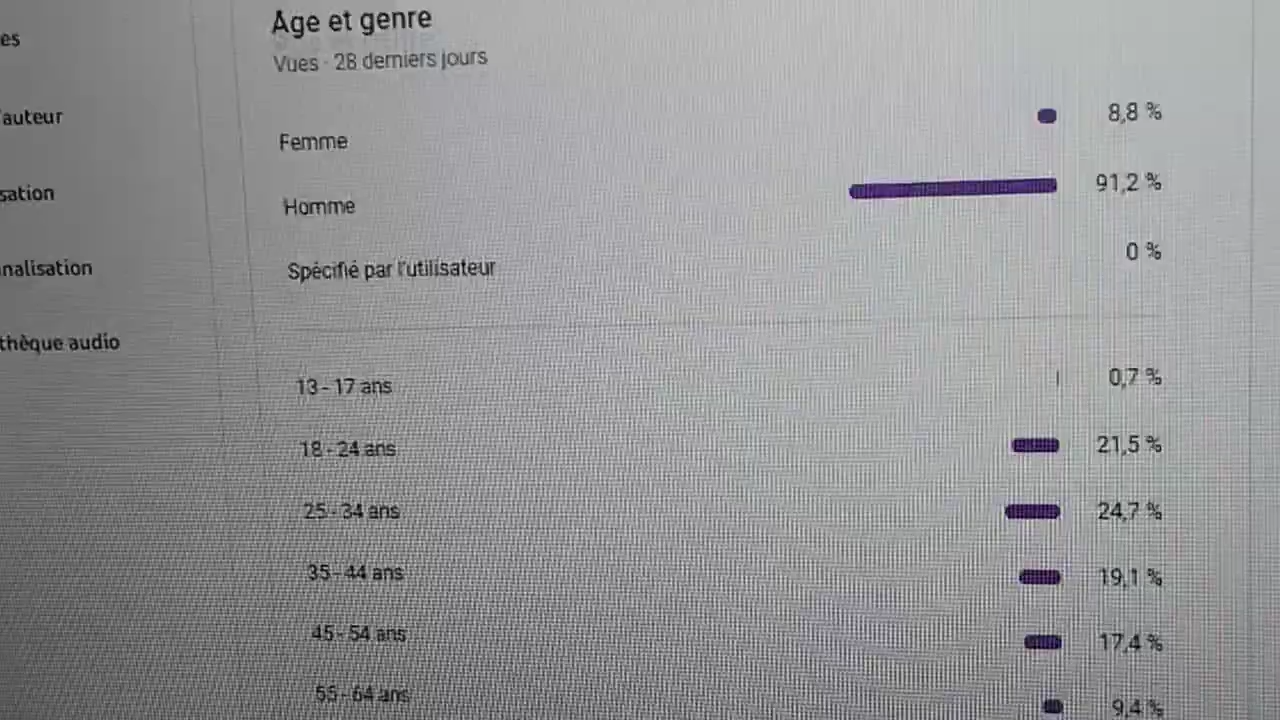 es
'auteur
sation
nalisation
thèque audio
Age et genre
Vues · 28 derniers jours
Femme 8,8 %
Homme 91,2 %
Spécifié par l'utilisateur 0 %
13 - 17 ans 0,7 %
18 - 24 ans 21,5 %
25 - 34 ans 24,7 %
35 - 44 ans 19,1 %
45 - 54 ans 17,4 %
55 - 64 ans 9,4 %